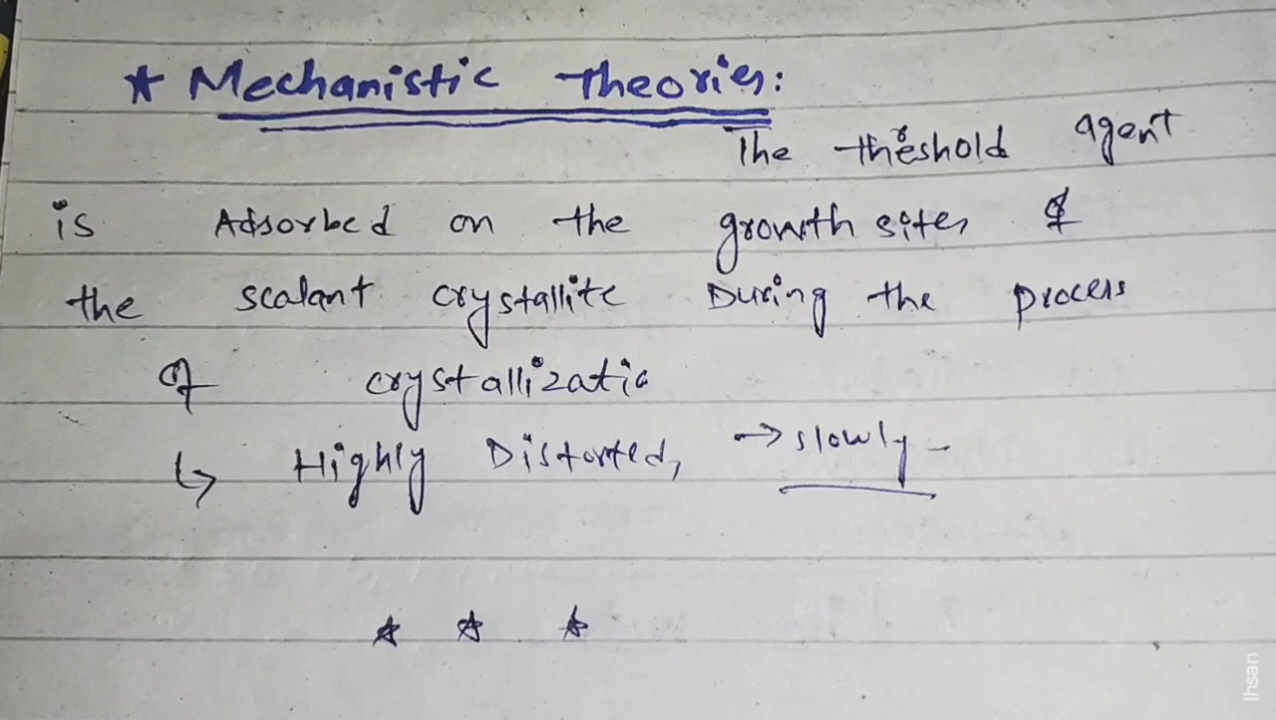 * Mechanistic Theories:
The threshold agent
is Adsorbed on the growth sites of
the scalant crystallite During the process
of crystallizatio
↳ Highly Distorted, → slowly -
☆ ☆ ☆
Ihsan